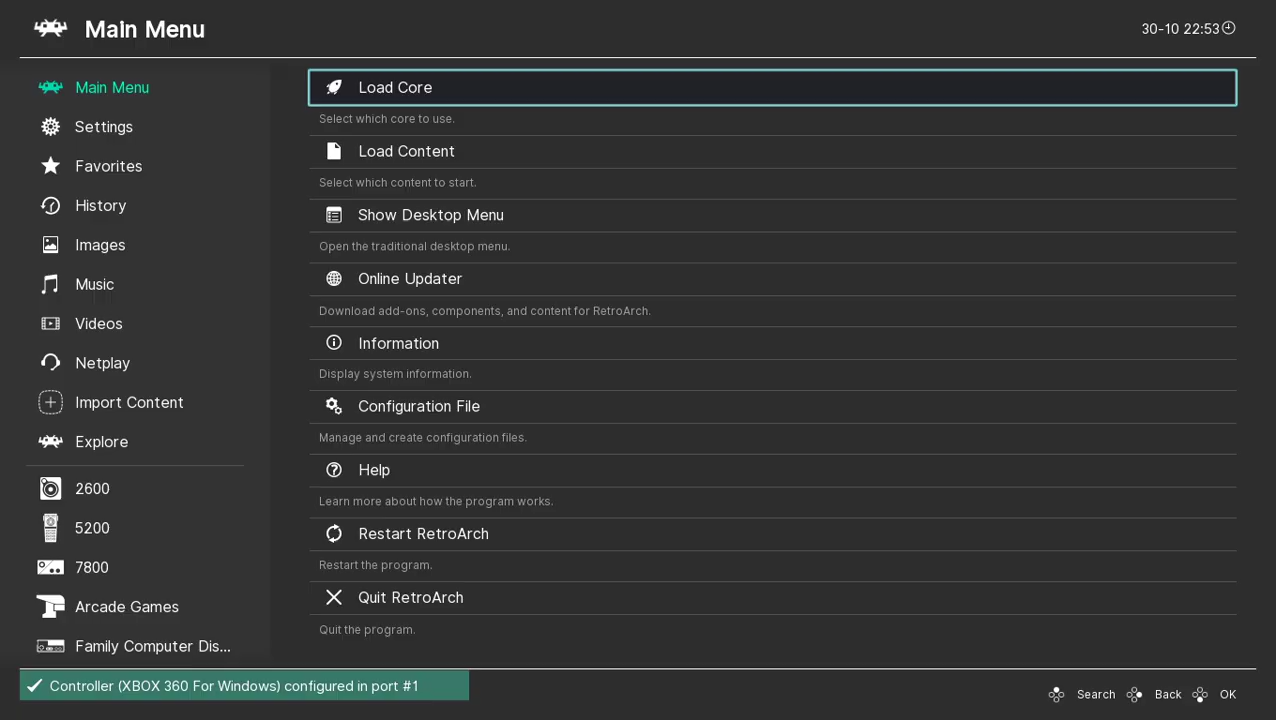 Main Menu
30-10 22:53
Main Menu
Settings
Favorites
History
Images
Music
Videos
Netplay
Import Content
Explore
2600
5200
7800
Arcade Games
Family Computer Dis...
Load Core
Select which core to use.
Load Content
Select which content to start.
Show Desktop Menu
Open the traditional desktop menu.
Online Updater
Download add-ons, components, and content for RetroArch.
Information
Display system information.
Configuration File
Manage and create configuration files.
Help
Learn more about how the program works.
Restart RetroArch
Restart the program.
Quit RetroArch
Quit the program.
Controller (XBOX 360 For Windows) configured in port #1
Search Back OK